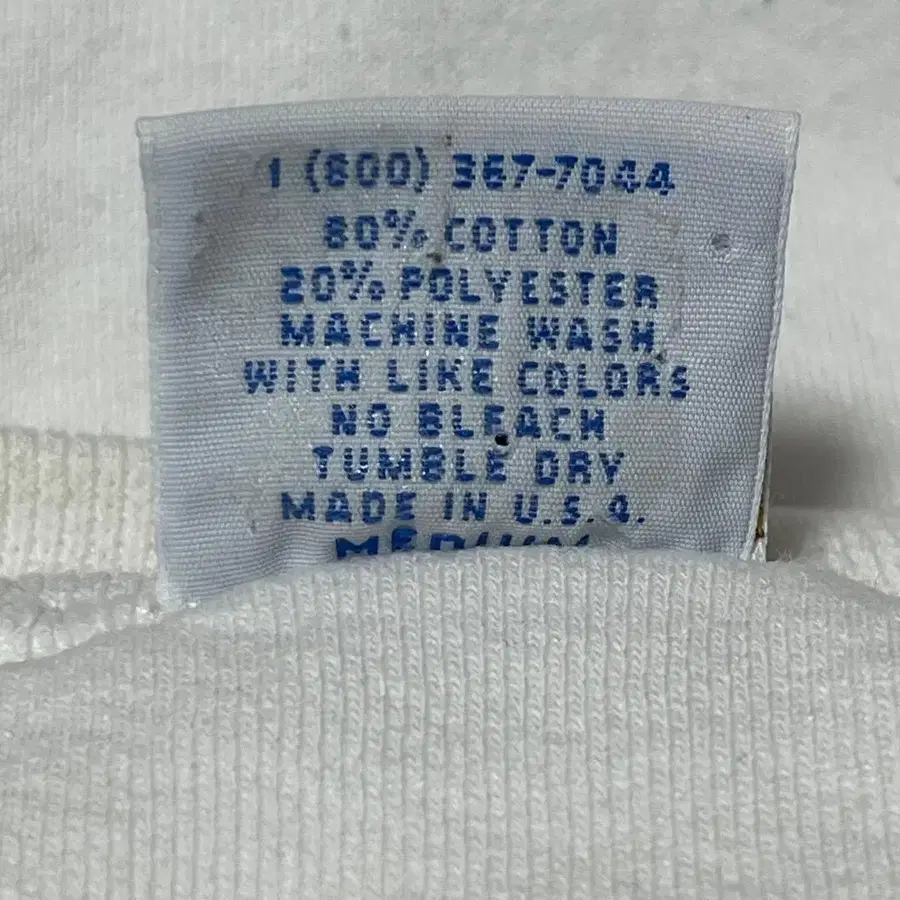 1 (800) 367-7044
80% COTTON
20% POLYESTER
MACHINE WASH
WITH LIKE COLORS
NO BLEACH
TUMBLE DRY
MADE IN U.S.A.
MEDIUM